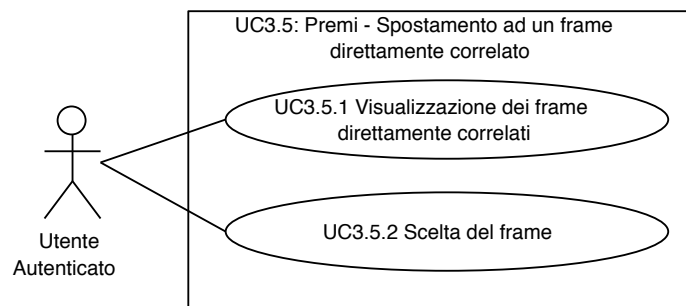 UC3.5: Premi - Spostamento ad un frame
direttamente correlato
UC3.5.1 Visualizzazione dei frame
direttamente correlati
UC3.5.2 Scelta del frame
Utente
Autenticato